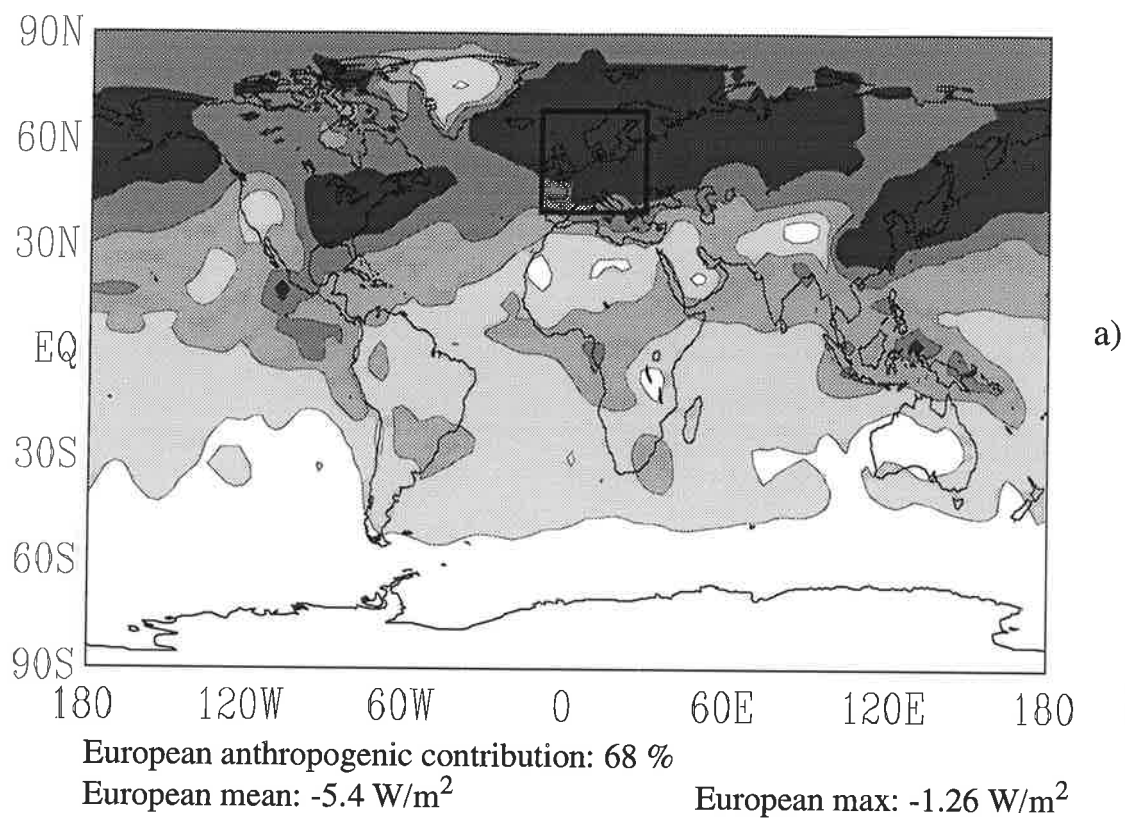 90N
60N
30N
EQ
30S
60S
90S
a)
180 120W 60W 0 60E 120E 180
European anthropogenic contribution: 68 %
European mean: -5.4 W/m² European max: -1.26 W/m²